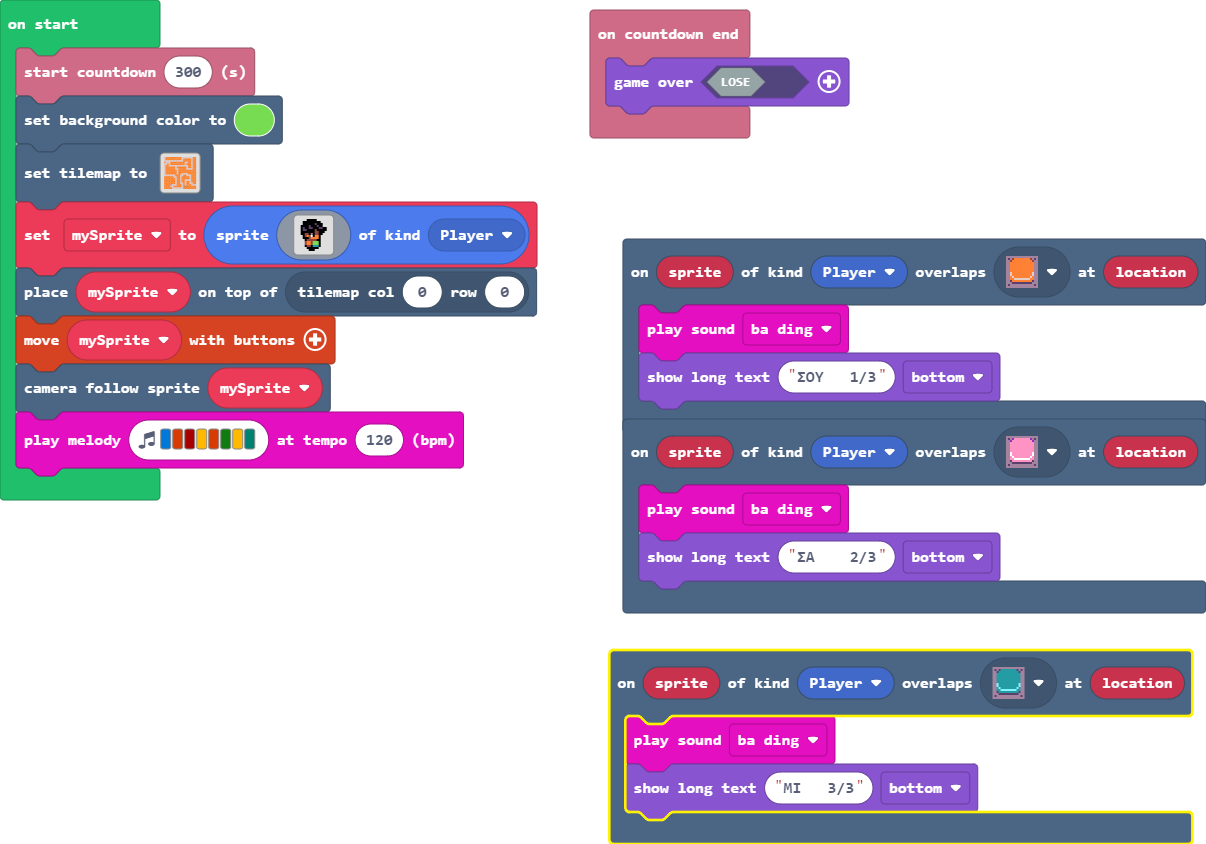 on start
start countdown 300 (s)
set background color to
set tilemap to
set mySprite to sprite of kind Player
place mySprite on top of tilemap col 0 row 0
move mySprite with buttons
camera follow sprite mySprite
play melody at tempo 120 (bpm)
on countdown end
game over LOSE
on sprite of kind Player overlaps at location
play sound ba ding
show long text "ΣΟΥ 1/3" bottom
on sprite of kind Player overlaps at location
play sound ba ding
show long text "ΣΑ 2/3" bottom
on sprite of kind Player overlaps at location
play sound ba ding
show long text "ΜΙ 3/3" bottom